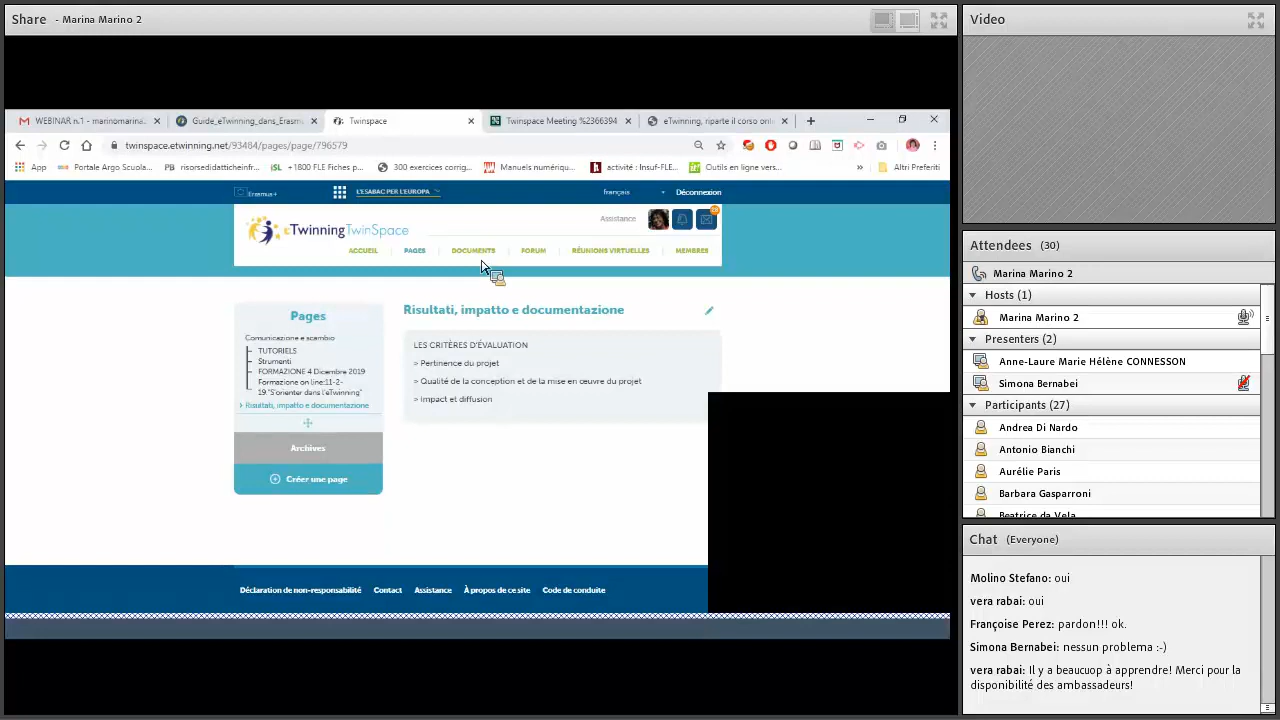 Share - Marina Marino 2
WEBINAR n.1 - marinomarina.
Guide_eTwinning_dans_Erasmu
Twinspace
Twinspace Meeting %2366394
eTwinning, riparte il corso onli
twinspace.etwinning.net/93484/pages/page/796579
App
Portale Argo Scuola...
PB risorsedidatticheinfr...
iSL +1800 FLE Fiches p...
300 exercices corrig...
Manuels numériqu...
activité : Insuf-FLE...
Outils en ligne vers...
»
Altri Preferiti
Erasmus+
L'ESABAC PER L'EUROPA
français
Déconnexion
eTwinningTwinSpace
Assistance
ACCUEIL
PAGES
DOCUMENTS
FORUM
RÉUNIONS VIRTUELLES
MEMBRES
Pages
Comunicazione e scambio
TUTORIELS
Strumenti
FORMAZIONE 4 Dicembre 2019
Formazione on line:11-2-
19."S'orienter dans l'eTwinning"
› Risultati, impatto e documentazione
Archives
Créer une page
Risultati, impatto e documentazione
LES CRITÈRES D'ÉVALUATION
> Pertinence du projet
> Qualité de la conception et de la mise en œuvre du projet
> Impact et diffusion
Déclaration de non-responsabilité
Contact
Assistance
À propos de ce site
Code de conduite
Video
Attendees (30)
Marina Marino 2
Hosts (1)
Marina Marino 2
Presenters (2)
Anne-Laure Marie Hélène CONNESSON
Simona Bernabei
Participants (27)
Andrea Di Nardo
Antonio Bianchi
Aurélie Paris
Barbara Gasparroni
Beatrice da Vela
Chat (Everyone)
Molino Stefano: oui
vera rabai: oui
Françoise Perez: pardon!!! ok.
Simona Bernabei: nessun problema :-)
vera rabai: Il y a beaucuop à apprendre! Merci pour la
disponibilité des ambassadeurs!